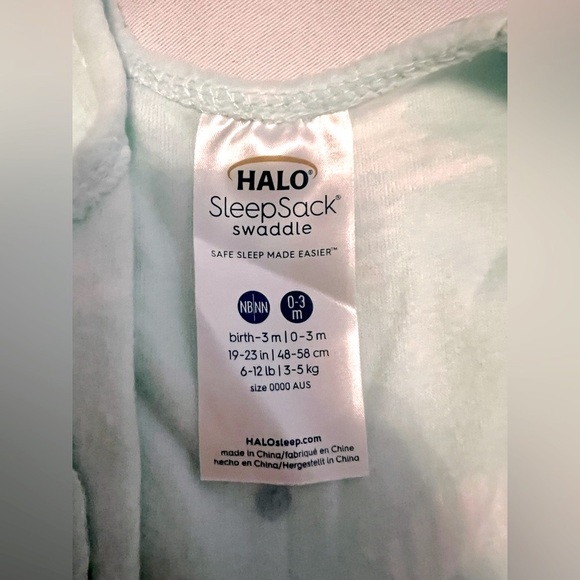 HALO®
SleepSack®
swaddle
SAFE SLEEP MADE EASIER™
NB|NN 0-3 m
birth-3 m | 0-3 m
19-23 in | 48-58 cm
6-12 lb | 3-5 kg
size 0000 AUS
HALOsleep.com
made in China/fabriqué en Chine
hecho en China/Hergestellt in China